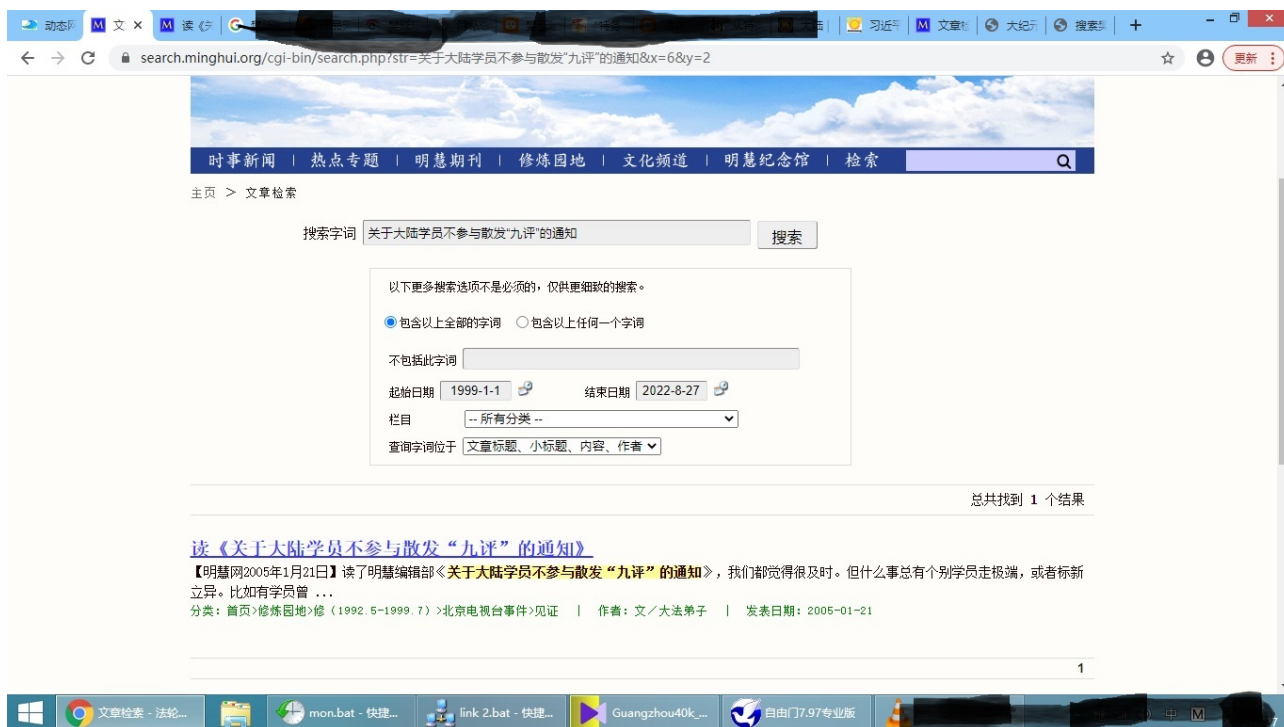 动态网
文
读《关
习近平
文章检
大纪元
搜索
search.minghui.org/cgi-bin/search.php?str=关于大陆学员不参与散发"九评"的通知&x=6&y=2
更新
时事新闻 | 热点专题 | 明慧期刊 | 修炼园地 | 文化频道 | 明慧纪念馆 | 检索
主页 > 文章检索
搜索字词 关于大陆学员不参与散发"九评"的通知 搜索
以下更多搜索选项不是必须的，仅供更细致的搜索。
包含以上全部的字词 包含以上任何一个字词
不包括此字词
起始日期 1999-1-1 结束日期 2022-8-27
栏目 -- 所有分类 --
查询字词位于 文章标题、小标题、内容、作者
总共找到 1 个结果
读《关于大陆学员不参与散发“九评”的通知》
【明慧网2005年1月21日】读了明慧编辑部《关于大陆学员不参与散发“九评”的通知》，我们都觉得很及时。但什么事总有个别学员走极端，或者标新
立异。比如有学员曾 ...
分类: 首页>修炼园地>修（1992.5-1999.7）>北京电视台事件>见证 | 作者: 文／大法弟子 | 发表日期: 2005-01-21
1
文章检索 - 法轮... mon.bat - 快捷... link 2.bat - 快捷... Guangzhou40k_... 自由门7.97专业版 中 M